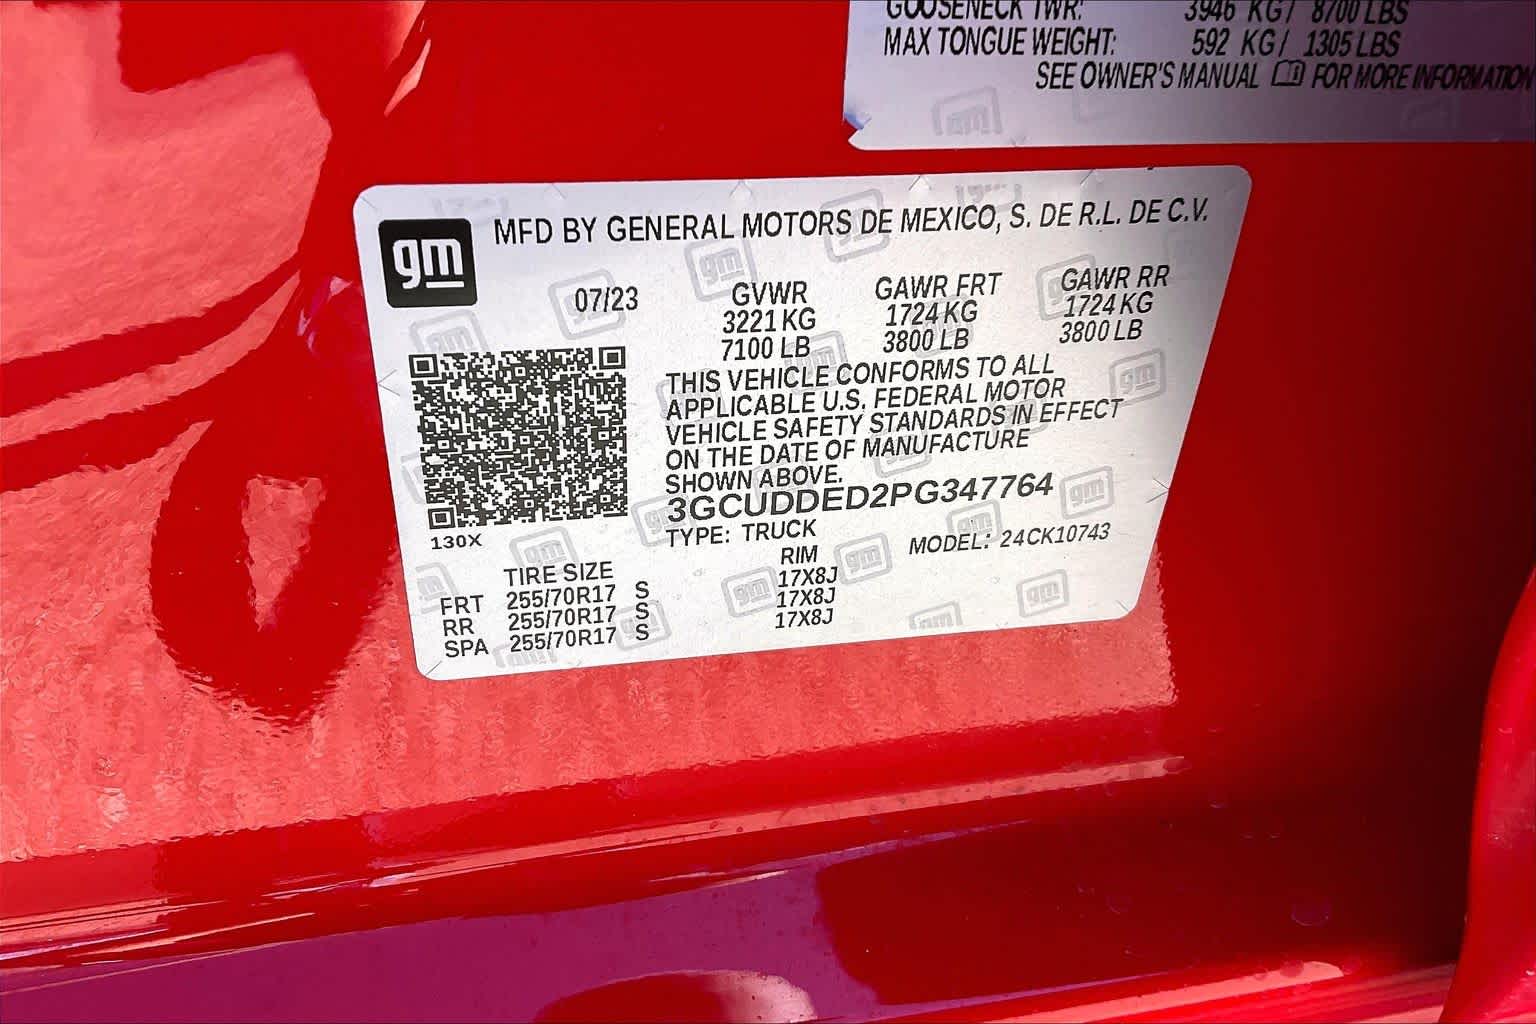 GOOSENECK TWR: 3946 KG / 8700 LBS
MAX TONGUE WEIGHT: 592 KG / 1305 LBS
SEE OWNER'S MANUAL FOR MORE INFORMATION
gm
MFD BY GENERAL MOTORS DE MEXICO, S. DE R.L. DE C.V.
07/23 GVWR GAWR FRT GAWR RR
3221 KG 1724 KG 1724 KG
7100 LB 3800 LB 3800 LB
THIS VEHICLE CONFORMS TO ALL
APPLICABLE U.S. FEDERAL MOTOR
VEHICLE SAFETY STANDARDS IN EFFECT
ON THE DATE OF MANUFACTURE
SHOWN ABOVE.
3GCUDDED2PG347764
TYPE: TRUCK MODEL: 24CK10743
130X
TIRE SIZE RIM
FRT 255/70R17 S 17X8J
RR 255/70R17 S 17X8J
SPA 255/70R17 S 17X8J